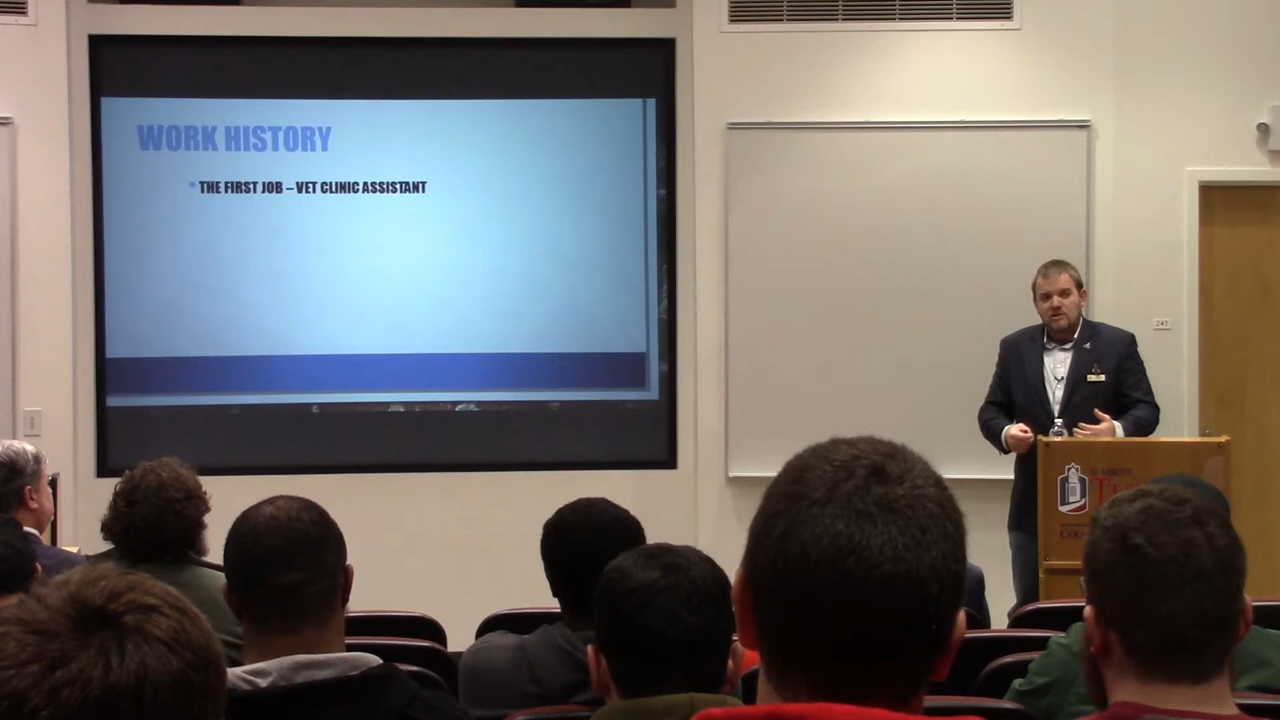 WORK HISTORY
THE FIRST JOB – VET CLINIC ASSISTANT
241